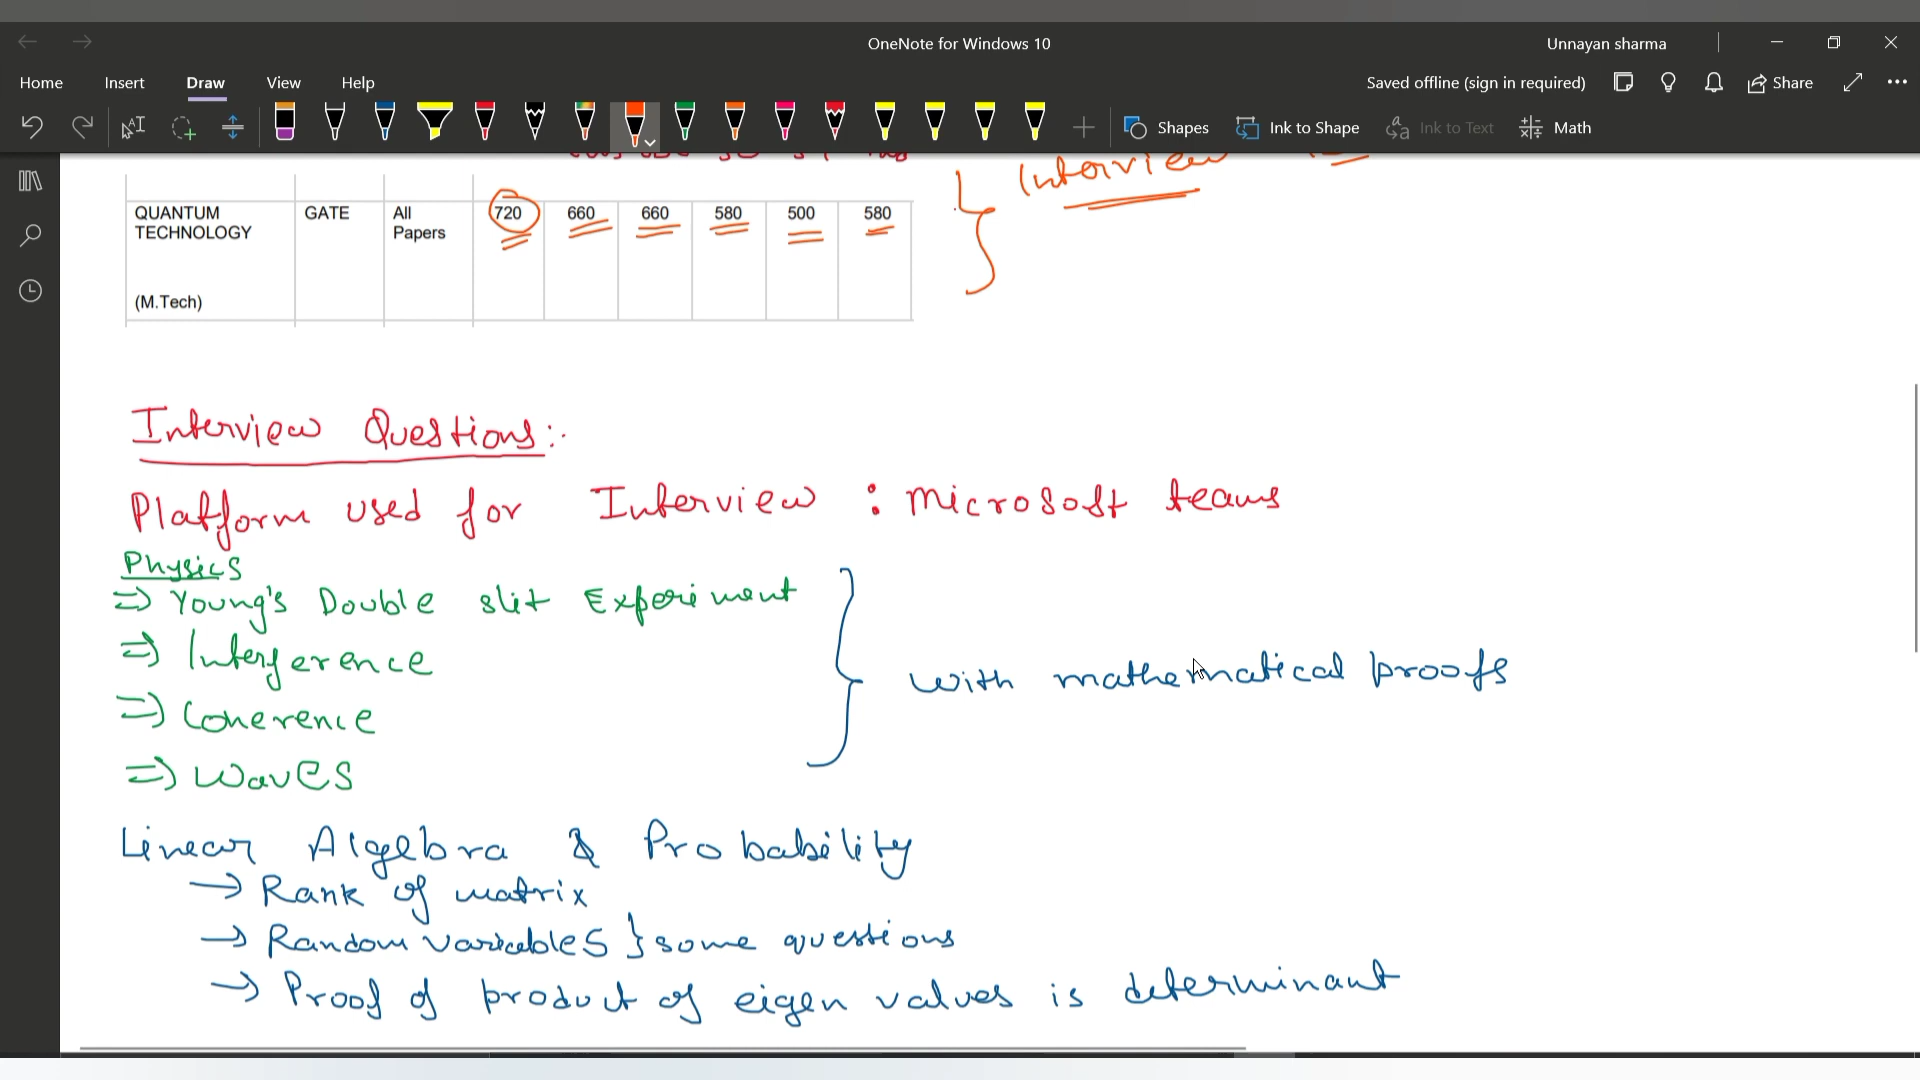 OneNote for Windows 10
Unnayan sharma
Home Insert Draw View Help
Saved offline (sign in required) Share
Shapes Ink to Shape Ink to Text Math
Interview
QUANTUM TECHNOLOGY (M.Tech) GATE All Papers 720 660 660 580 500 580
Interview Questions:-
Platform used for Interview : Microsoft teams
Physics
=> Young's Double slit Experiment
=> Interference
=> Coherence
=> Waves
with mathematical proofs
Linear Algebra & Probability
→ Rank of matrix
→ Random variables } some questions
→ Proof of product of eigen values is determinant